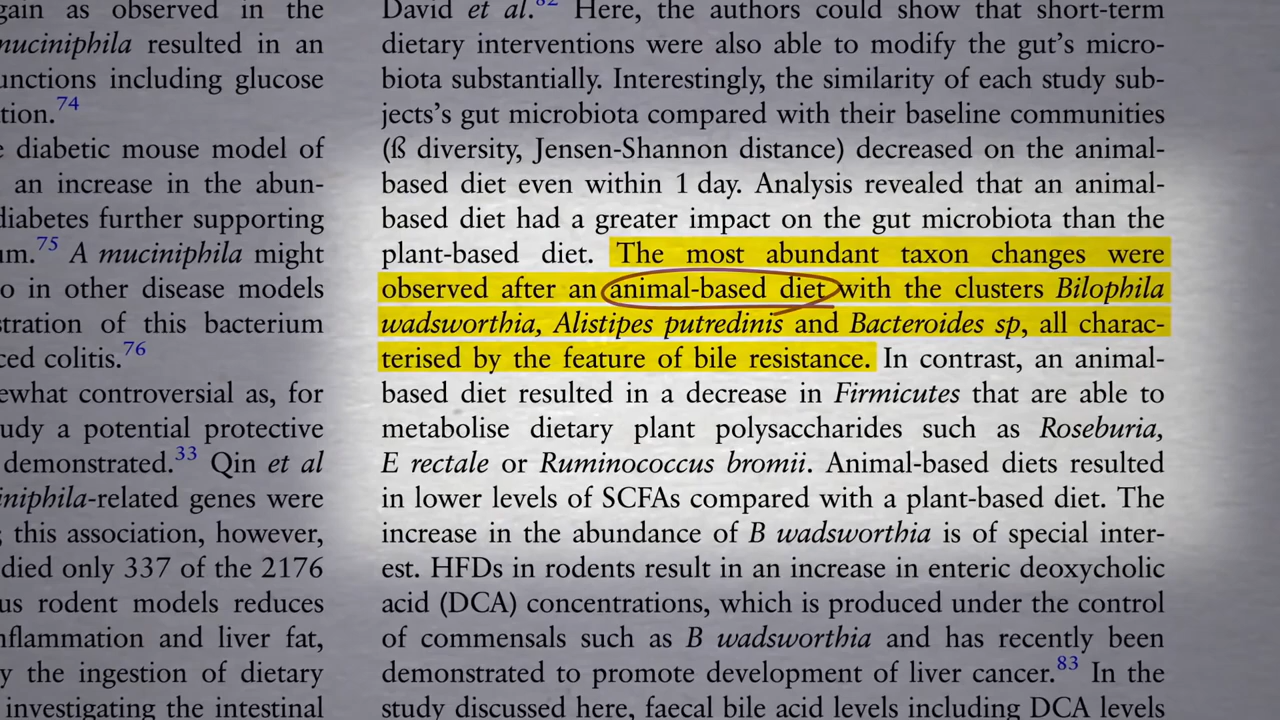 gain as observed in the
muciniphila resulted in an
unctions including glucose
tion.74
e diabetic mouse model of
an increase in the abun-
diabetes further supporting
um.75 A muciniphila might
o in other disease models
stration of this bacterium
ced colitis.76
ewhat controversial as, for
udy a potential protective
demonstrated.33 Qin et al
iniphila-related genes were
; this association, however,
died only 337 of the 2176
us rodent models reduces
nflammation and liver fat,
y the ingestion of dietary
investigating the intestinal
David et al.82 Here, the authors could show that short-term
dietary interventions were also able to modify the gut's micro-
biota substantially. Interestingly, the similarity of each study sub-
jects's gut microbiota compared with their baseline communities
(ß diversity, Jensen-Shannon distance) decreased on the animal-
based diet even within 1 day. Analysis revealed that an animal-
based diet had a greater impact on the gut microbiota than the
plant-based diet. The most abundant taxon changes were
observed after an animal-based diet with the clusters Bilophila
wadsworthia, Alistipes putredinis and Bacteroides sp, all charac-
terised by the feature of bile resistance. In contrast, an animal-
based diet resulted in a decrease in Firmicutes that are able to
metabolise dietary plant polysaccharides such as Roseburia,
E rectale or Ruminococcus bromii. Animal-based diets resulted
in lower levels of SCFAs compared with a plant-based diet. The
increase in the abundance of B wadsworthia is of special inter-
est. HFDs in rodents result in an increase in enteric deoxycholic
acid (DCA) concentrations, which is produced under the control
of commensals such as B wadsworthia and has recently been
demonstrated to promote development of liver cancer.83 In the
study discussed here, faecal bile acid levels including DCA levels